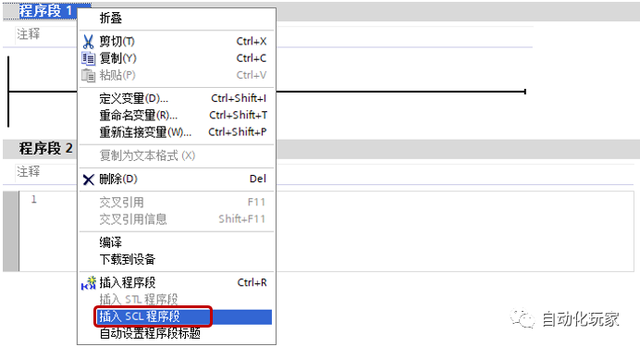 程序段 1
注释
折叠
剪切(T) Ctrl+X
复制(Y) Ctrl+C
粘贴(P) Ctrl+V
定义变量(D)... Ctrl+Shift+I
重命名变量(R)... Ctrl+Shift+T
重新连接变量(W)... Ctrl+Shift+P
复制为文本格式 (X)
程序段 2
注释
删除(D) Del
1
交叉引用 F11
交叉引用信息 Shift+F11
编译
下载到设备
插入程序段 Ctrl+R
插入 STL 程序段
插入 SCL 程序段
自动设置程序段标题
自动化玩家